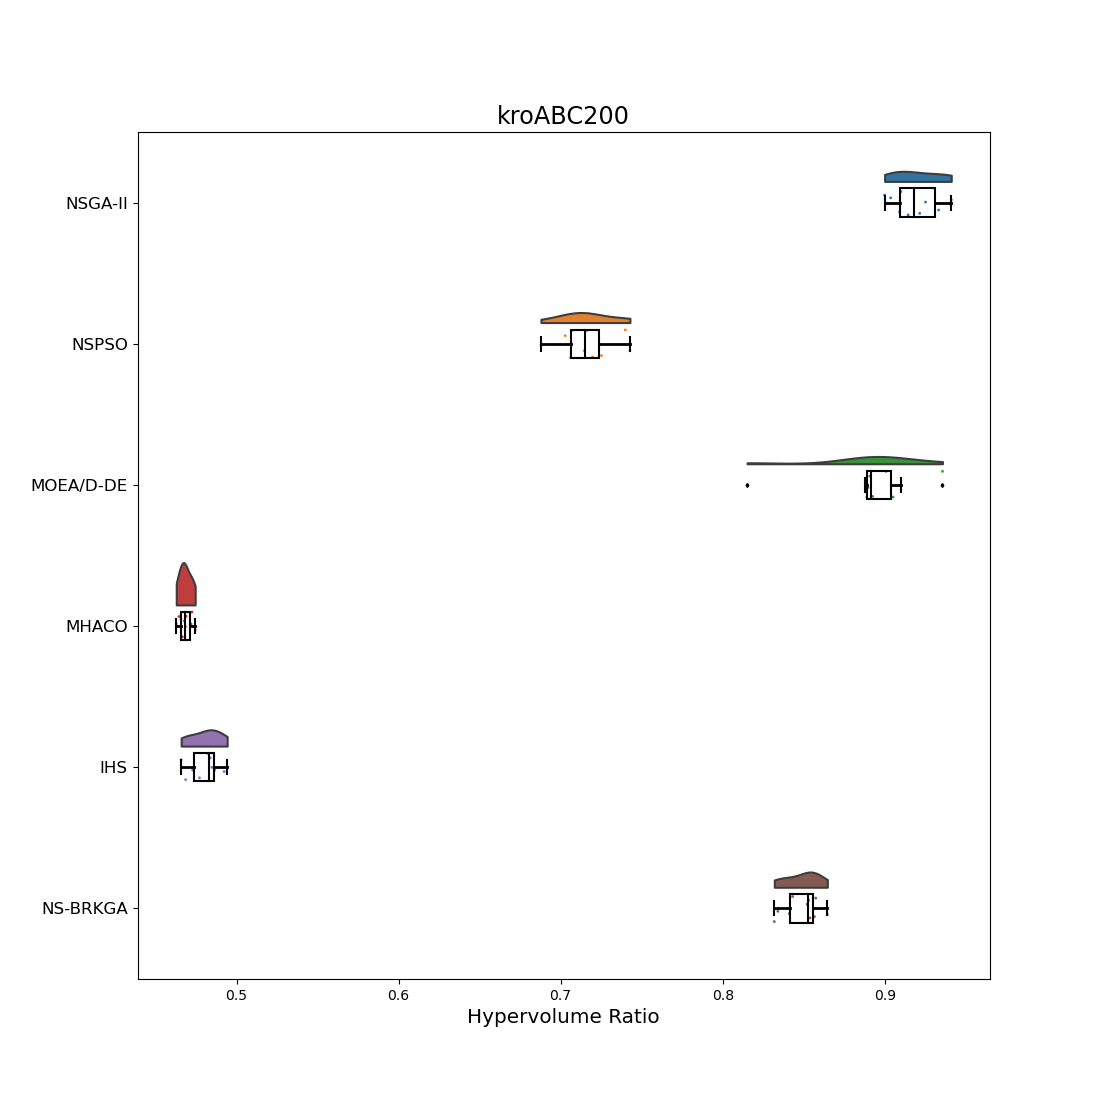 kroABC200
NSGA-II
NSPSO
MOEA/D-DE
MHACO
IHS
NS-BRKGA
0.5 0.6 0.7 0.8 0.9
Hypervolume Ratio